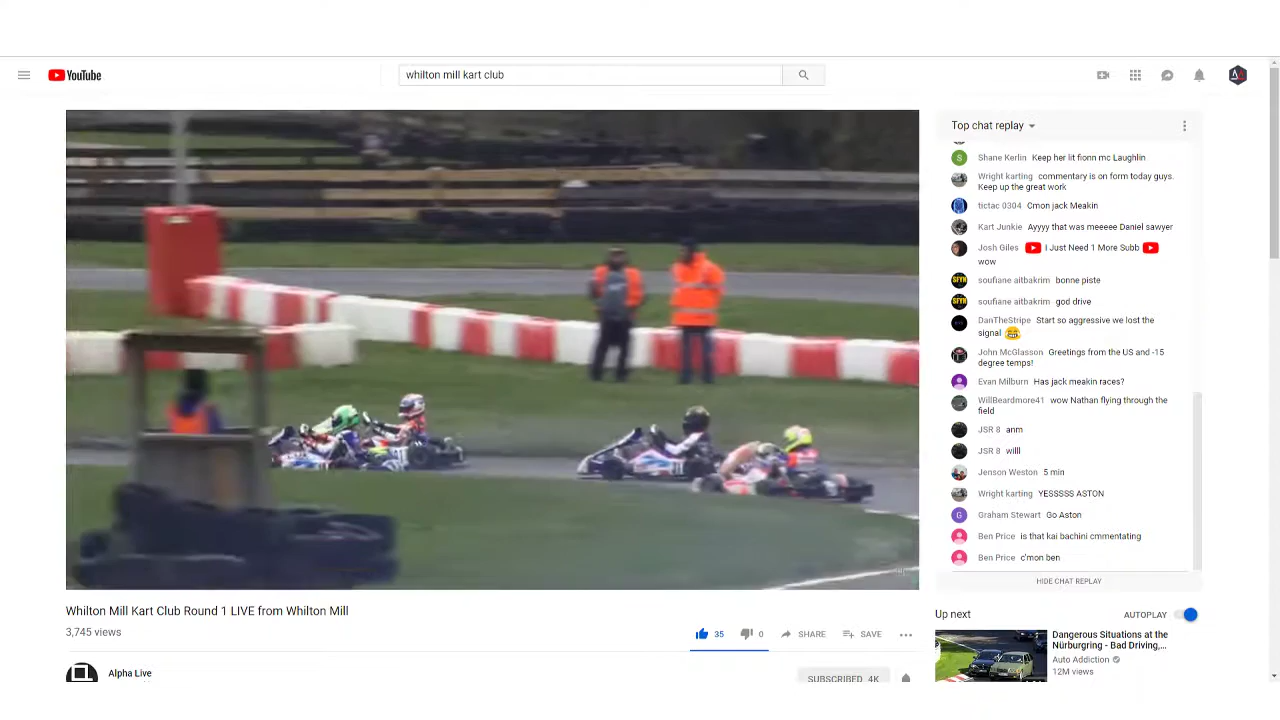 YouTube
whilton mill kart club
Top chat replay
Shane Kerlin Keep her lit fionn mc Laughlin
Wright karting commentary is on form today guys.
Keep up the great work
tictac 0304 Cmon jack Meakin
Kart Junkie Ayyyy that was meeeee Daniel sawyer
Josh Giles I Just Need 1 More Subb
wow
SFYN soufiane aitbakrim bonne piste
SFYN soufiane aitbakrim god drive
DanTheStripe Start so aggressive we lost the
signal
John McGlasson Greetings from the US and -15
degree temps!
Evan Milburn Has jack meakin races?
WillBeardmore41 wow Nathan flying through the
field
JSR 8 anm
JSR 8 willl
Jenson Weston 5 min
Wright karting YESSSSS ASTON
G Graham Stewart Go Aston
Ben Price is that kai bachini cmmentating
Ben Price c'mon ben
HIDE CHAT REPLAY
Whilton Mill Kart Club Round 1 LIVE from Whilton Mill
3,745 views
35 0 SHARE SAVE
Up next AUTOPLAY
Dangerous Situations at the
Nürburgring - Bad Driving,...
Auto Addiction
12M views
Alpha Live
SUBSCRIBED 4K